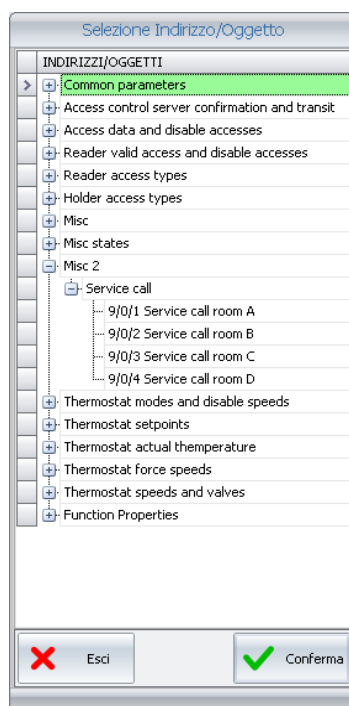 Selezione Indirizzo/Oggetto
INDIRIZZI/OGGETTI
Common parameters
Access control server confirmation and transit
Access data and disable accesses
Reader valid access and disable accesses
Reader access types
Holder access types
Misc
Misc states
Misc 2
Service call
9/0/1 Service call room A
9/0/2 Service call room B
9/0/3 Service call room C
9/0/4 Service call room D
Thermostat modes and disable speeds
Thermostat setpoints
Thermostat actual themperature
Thermostat force speeds
Thermostat speeds and valves
Function Properties
Esci Conferma